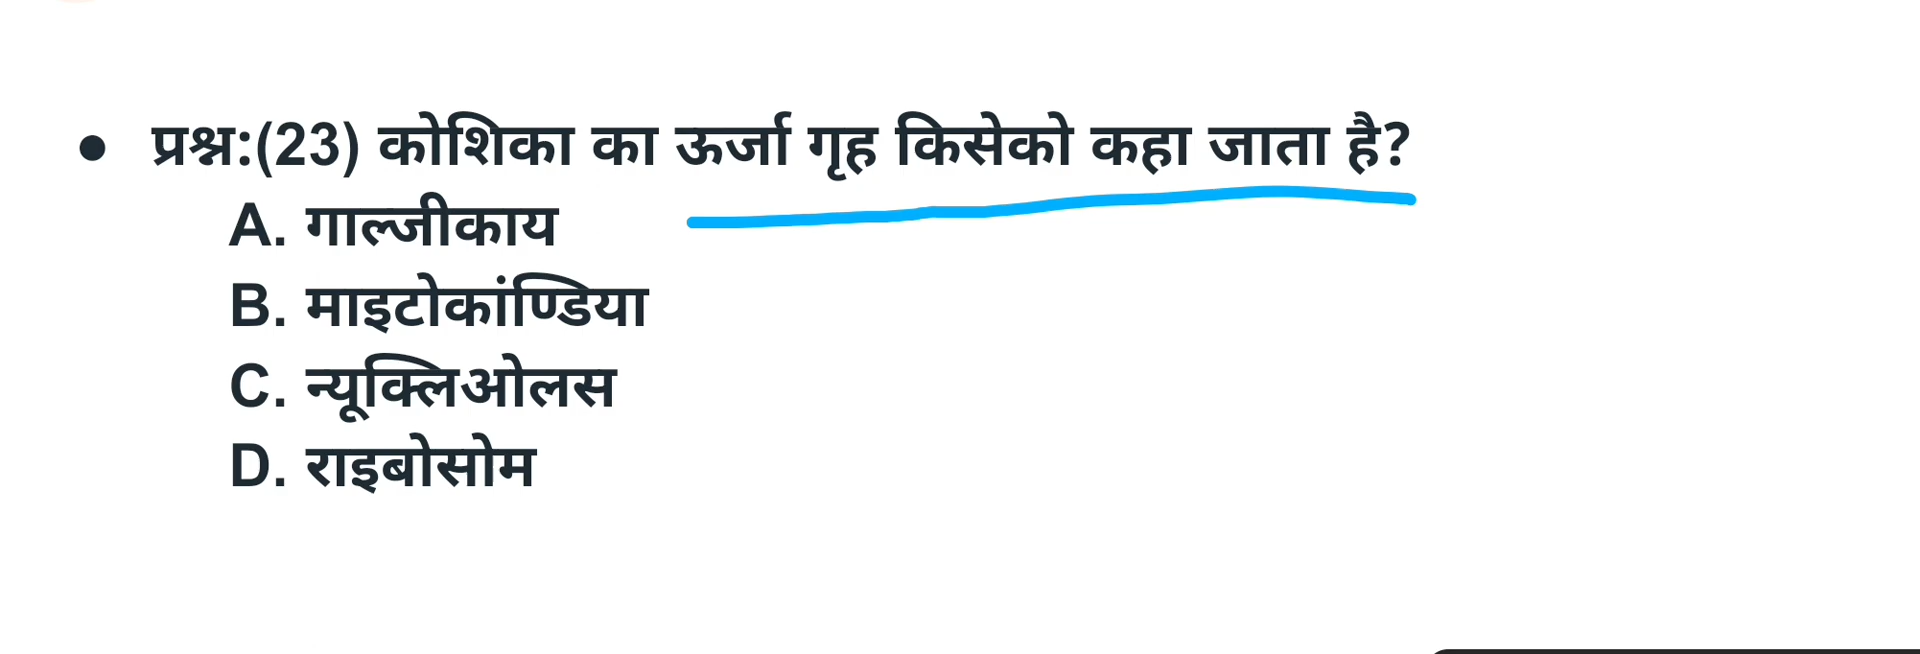 • प्रश्न:(23) कोशिका का ऊर्जा गृह किसेको कहा जाता है?
A. गाल्जीकाय
B. माइटोकांण्डिया
C. न्यूक्लिओलस
D. राइबोसोम